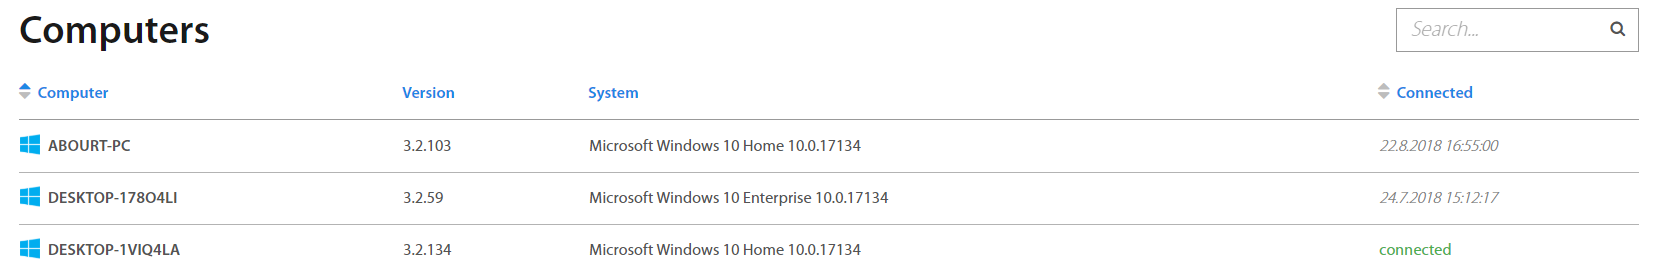 Computers
Search...
Computer Version System Connected
ABOURT-PC 3.2.103 Microsoft Windows 10 Home 10.0.17134 22.8.2018 16:55:00
DESKTOP-178O4LI 3.2.59 Microsoft Windows 10 Enterprise 10.0.17134 24.7.2018 15:12:17
DESKTOP-1VIQ4LA 3.2.134 Microsoft Windows 10 Home 10.0.17134 connected